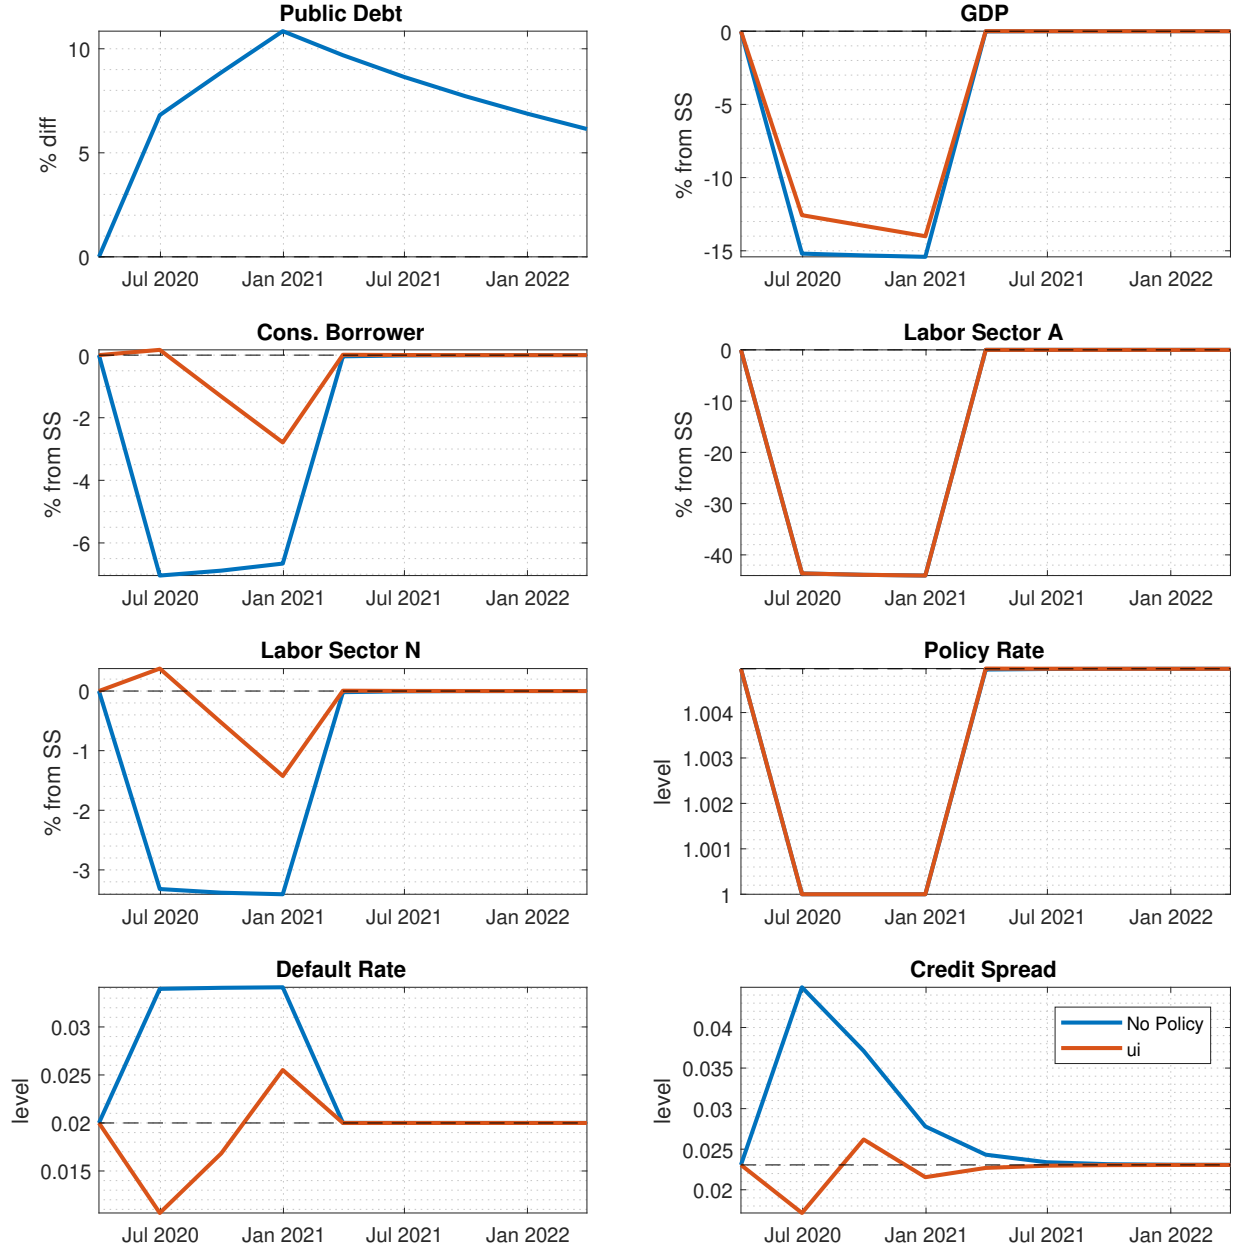 Public Debt
% diff
10
5
0
Jul 2020 Jan 2021 Jul 2021 Jan 2022
GDP
% from SS
0
-5
-10
-15
Jul 2020 Jan 2021 Jul 2021 Jan 2022
Cons. Borrower
% from SS
0
-2
-4
-6
Jul 2020 Jan 2021 Jul 2021 Jan 2022
Labor Sector A
% from SS
0
-10
-20
-30
-40
Jul 2020 Jan 2021 Jul 2021 Jan 2022
Labor Sector N
% from SS
0
-1
-2
-3
Jul 2020 Jan 2021 Jul 2021 Jan 2022
Policy Rate
level
1.004
1.003
1.002
1.001
1
Jul 2020 Jan 2021 Jul 2021 Jan 2022
Default Rate
level
0.03
0.025
0.02
0.015
Jul 2020 Jan 2021 Jul 2021 Jan 2022
Credit Spread
level
0.04
0.035
0.03
0.025
0.02
No Policy
ui
Jul 2020 Jan 2021 Jul 2021 Jan 2022